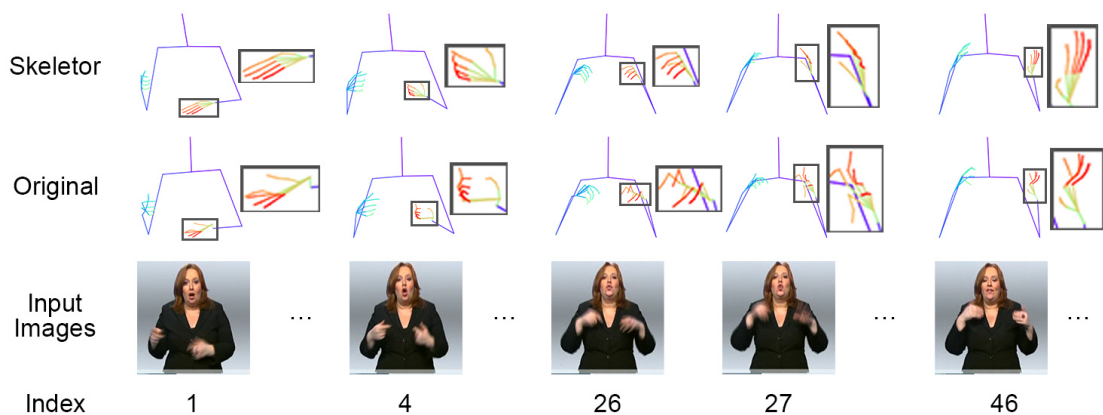 Skeletor
Original
Input
Images
... ... ... ...
Index 1 4 26 27 46